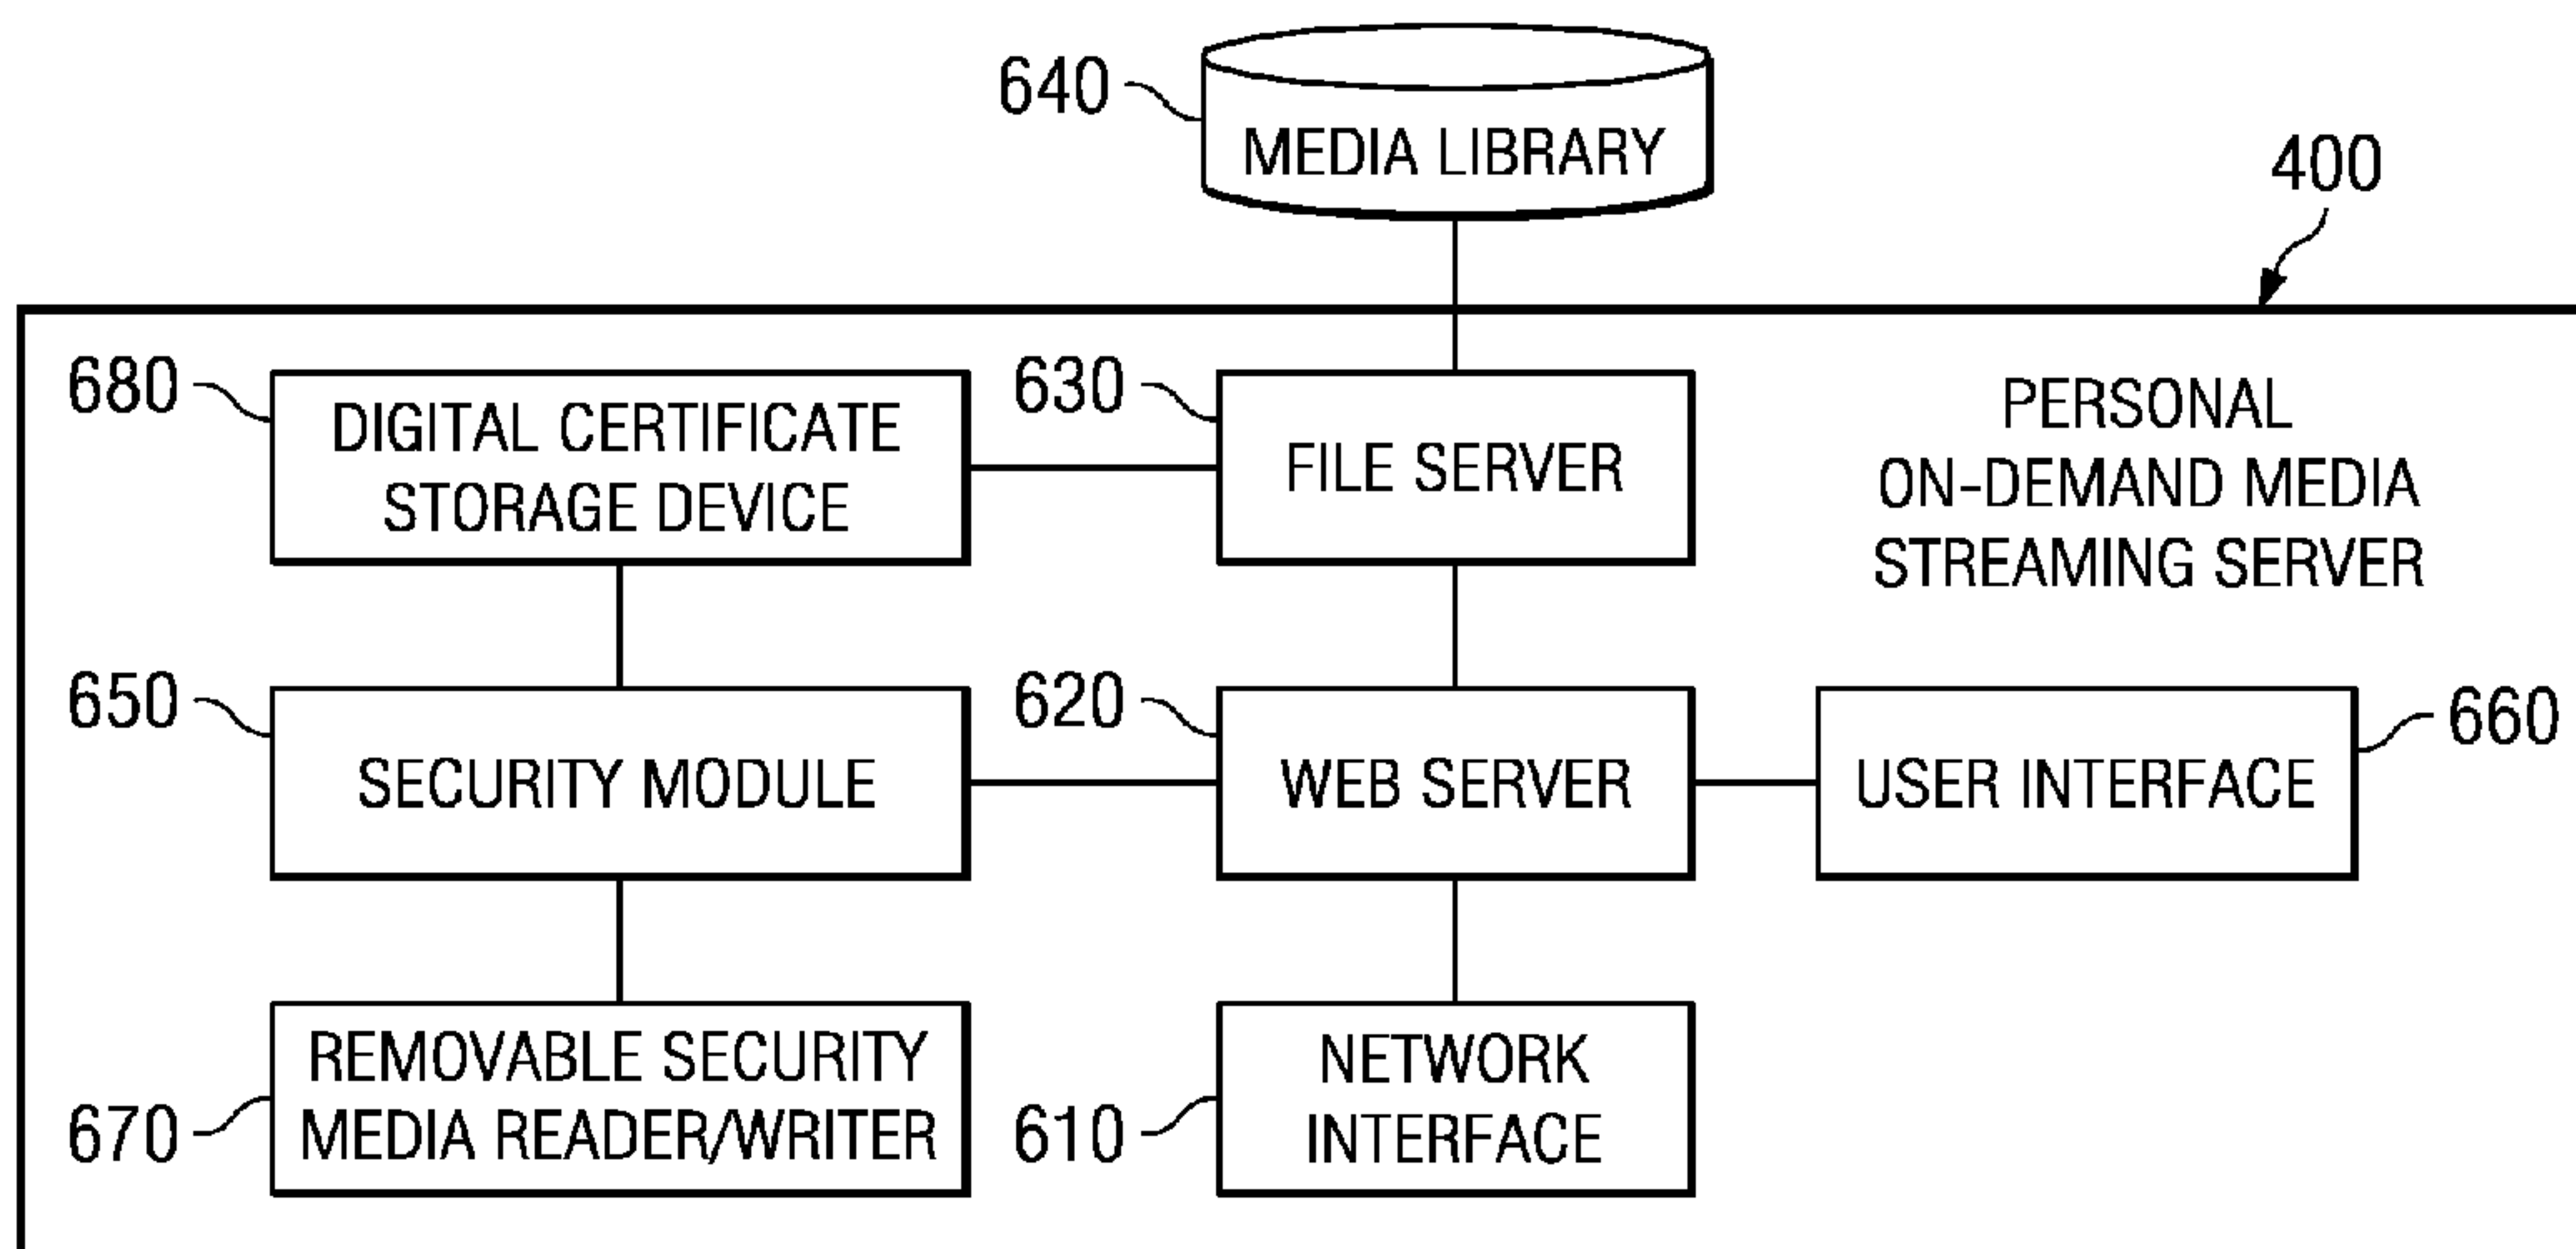 640
MEDIA LIBRARY
400
680
DIGITAL CERTIFICATE
STORAGE DEVICE
630
FILE SERVER
PERSONAL
ON-DEMAND MEDIA
STREAMING SERVER
650
SECURITY MODULE
620
WEB SERVER
USER INTERFACE
660
REMOVABLE SECURITY
MEDIA READER/WRITER
670
NETWORK
INTERFACE
610